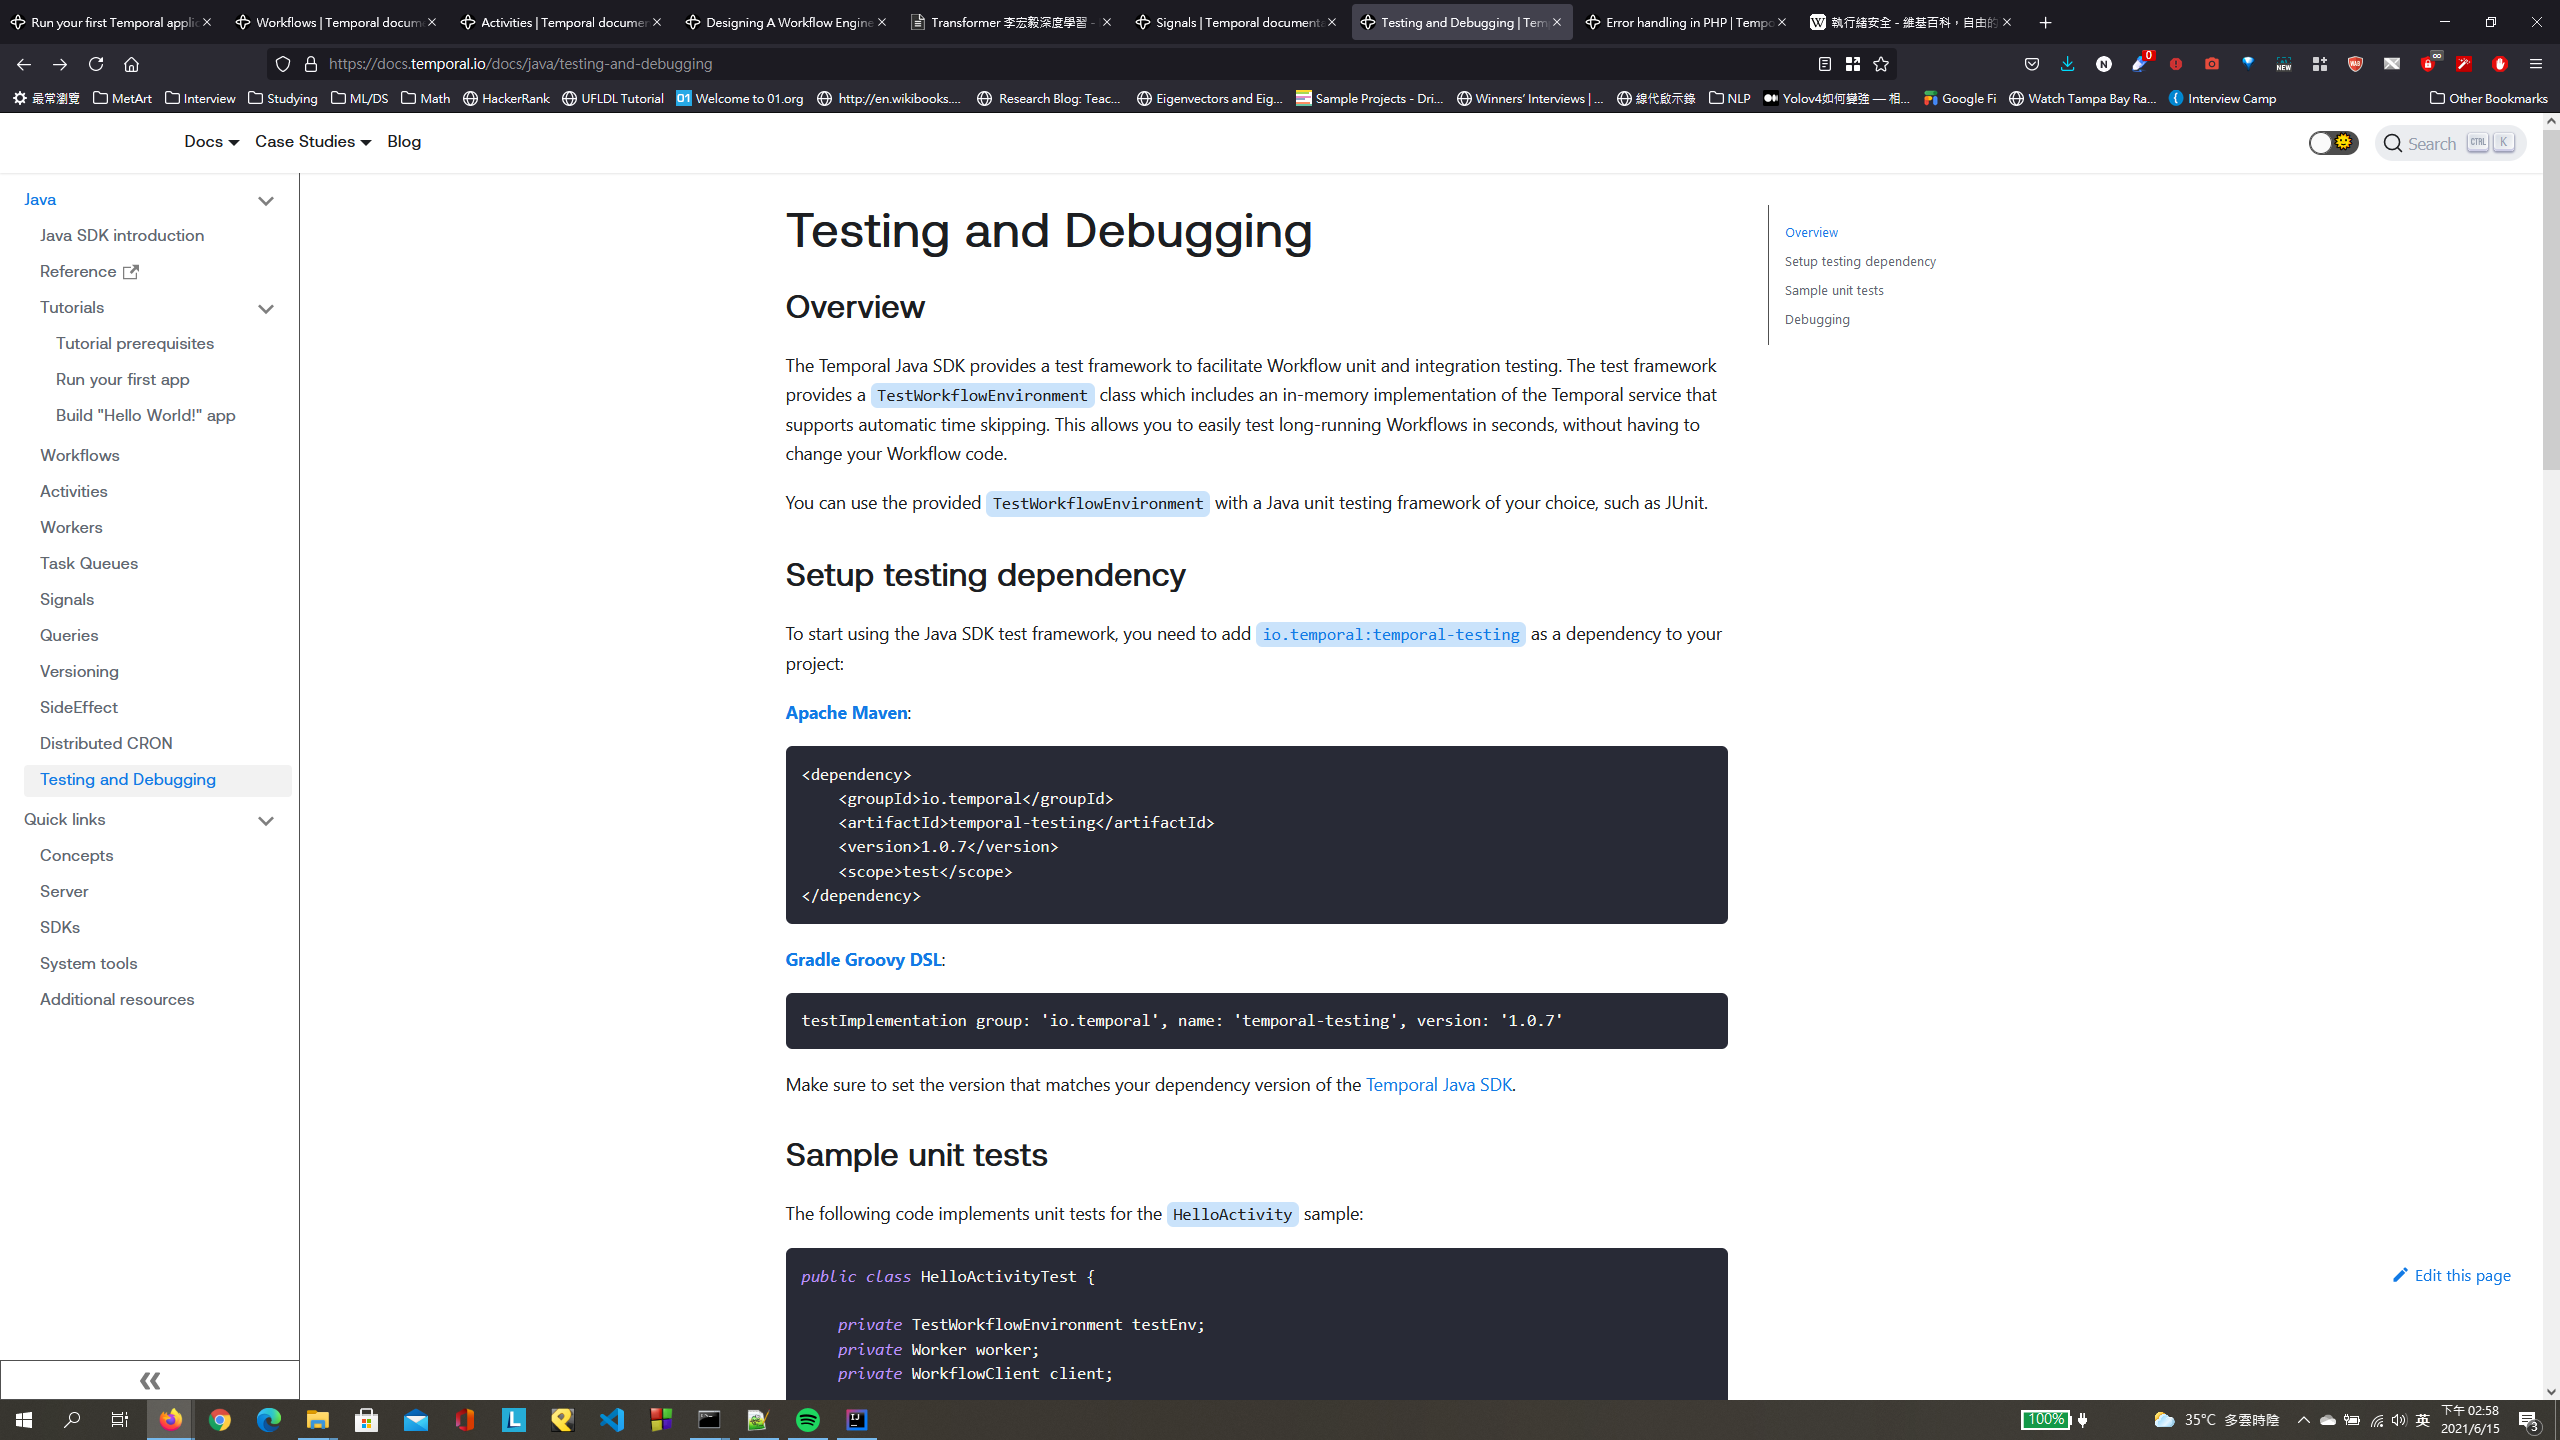 Run your first Temporal applic
Workflows | Temporal docum
Activities | Temporal documen
Designing A Workflow Engine
Transformer 李宏毅深度學習 -
Signals | Temporal documenta
Testing and Debugging | Tem
Error handling in PHP | Tempo
執行緒安全 - 維基百科，自由的
https://docs.temporal.io/docs/java/testing-and-debugging
0
最常瀏覽 MetArt Interview Studying ML/DS Math HackerRank UFLDL Tutorial 01 Welcome to 01.org http://en.wikibooks.... Research Blog: Teac... Eigenvectors and Eig... Sample Projects - Dri... Winners' Interviews | ... 線代啟示錄 NLP Yolov4如何變強 — 相... Google Fi Watch Tampa Bay Ra... Interview Camp Other Bookmarks
Docs Case Studies Blog
Search CTRL K
Java
Java SDK introduction
Reference
Tutorials
Tutorial prerequisites
Run your first app
Build "Hello World!" app
Workflows
Activities
Workers
Task Queues
Signals
Queries
Versioning
SideEffect
Distributed CRON
Testing and Debugging
Quick links
Concepts
Server
SDKs
System tools
Additional resources
Testing and Debugging
Overview
The Temporal Java SDK provides a test framework to facilitate Workflow unit and integration testing. The test framework
provides a TestWorkflowEnvironment class which includes an in-memory implementation of the Temporal service that
supports automatic time skipping. This allows you to easily test long-running Workflows in seconds, without having to
change your Workflow code.
You can use the provided TestWorkflowEnvironment with a Java unit testing framework of your choice, such as JUnit.
Setup testing dependency
To start using the Java SDK test framework, you need to add io.temporal:temporal-testing as a dependency to your
project:
Apache Maven:
<dependency>
    <groupId>io.temporal</groupId>
    <artifactId>temporal-testing</artifactId>
    <version>1.0.7</version>
    <scope>test</scope>
</dependency>
Gradle Groovy DSL:
testImplementation group: 'io.temporal', name: 'temporal-testing', version: '1.0.7'
Make sure to set the version that matches your dependency version of the Temporal Java SDK.
Sample unit tests
The following code implements unit tests for the HelloActivity sample:
public class HelloActivityTest {
    private TestWorkflowEnvironment testEnv;
    private Worker worker;
    private WorkflowClient client;
Overview
Setup testing dependency
Sample unit tests
Debugging
Edit this page
100%
35°C 多雲時陰
英
下午 02:58
2021/6/15
3